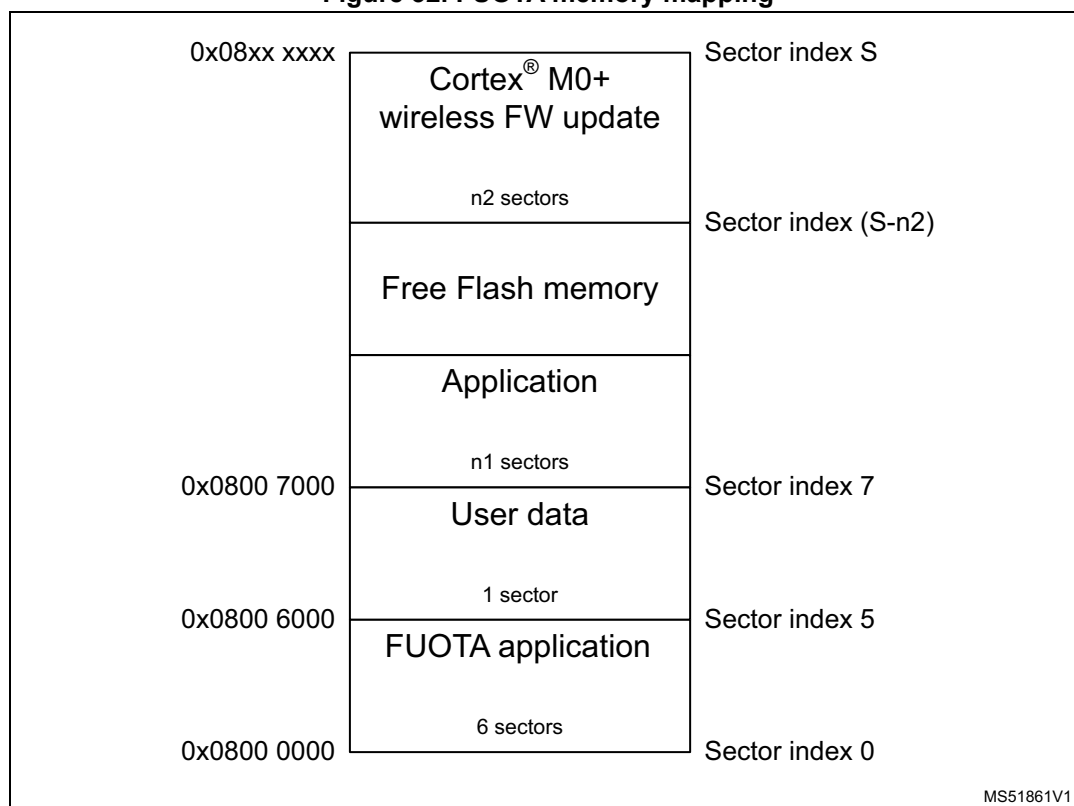 Figure FUOTA memory mapping
0x08xx xxxx
Sector index S
Cortex® M0+
wireless FW update
n2 sectors
Sector index (S-n2)
Free Flash memory
Application
n1 sectors
0x0800 7000
Sector index 7
User data
1 sector
0x0800 6000
Sector index 5
FUOTA application
6 sectors
0x0800 0000
Sector index 0
MS51861V1